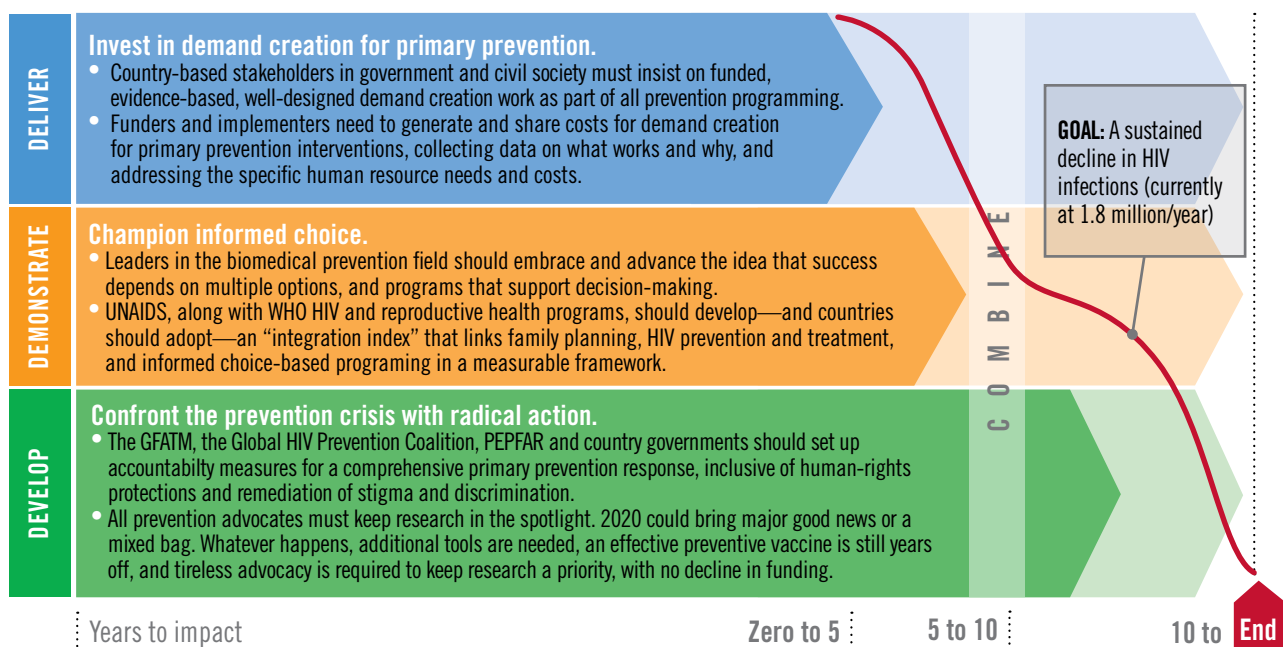 DELIVER
Invest in demand creation for primary prevention.
• Country-based stakeholders in government and civil society must insist on funded,
evidence-based, well-designed demand creation work as part of all prevention programming.
• Funders and implementers need to generate and share costs for demand creation
for primary prevention interventions, collecting data on what works and why, and
addressing the specific human resource needs and costs.
GOAL: A sustained
decline in HIV
infections (currently
at 1.8 million/year)
DEMONSTRATE
Champion informed choice.
• Leaders in the biomedical prevention field should embrace and advance the idea that success
depends on multiple options, and programs that support decision-making.
• UNAIDS, along with WHO HIV and reproductive health programs, should develop—and countries
should adopt—an “integration index” that links family planning, HIV prevention and treatment,
and informed choice-based programing in a measurable framework.
COMBINE
DEVELOP
Confront the prevention crisis with radical action.
• The GFATM, the Global HIV Prevention Coalition, PEPFAR and country governments should set up
accountabilty measures for a comprehensive primary prevention response, inclusive of human-rights
protections and remediation of stigma and discrimination.
• All prevention advocates must keep research in the spotlight. 2020 could bring major good news or a
mixed bag. Whatever happens, additional tools are needed, an effective preventive vaccine is still years
off, and tireless advocacy is required to keep research a priority, with no decline in funding.
Years to impact
Zero to 5
5 to 10
10 to End